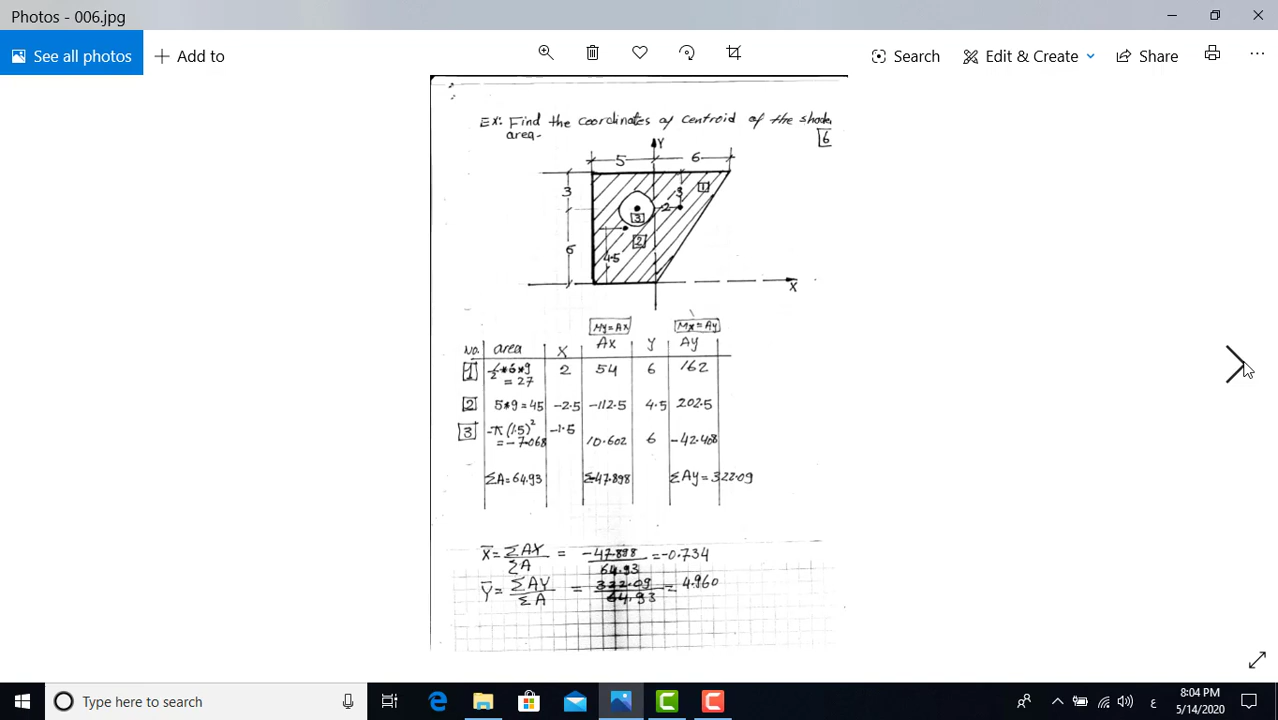 Photos - 006.jpg
See all photos
Add to
Search
Edit & Create
Share
Ex: Find the coordinates of centroid of the shade
area-
6
Y
5 6
3
3
1
2
3
2
6
4.5
X
My=Ax Mx=Ay
No. area X Ax Y Ay
1 1/2*6*9 2 54 6 162
= 27
2 5*9=45 -2.5 -112.5 4.5 202.5
3 -π(1.5)² -1.5
=-7.068 10.602 6 -42.408
ΣA=64.93 Σ-47.898 ΣAy=322.09
X̄=ΣAX/ΣA = -47.898/64.93 =-0.734
Ȳ=ΣAY/ΣA = 322.09/64.93 = 4.960
Type here to search
ع
8:04 PM
5/14/2020